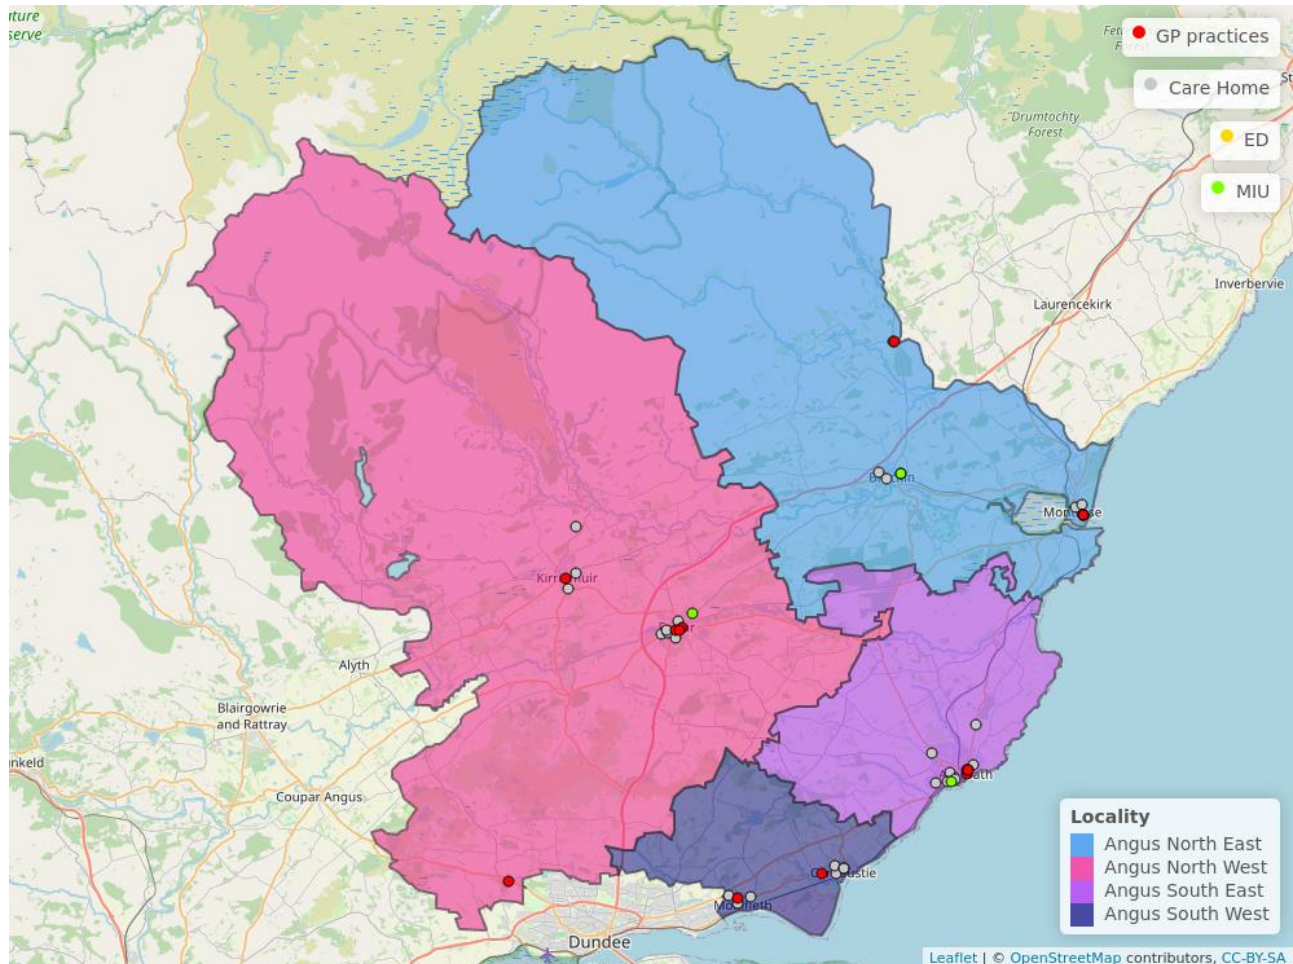 ture
serve
GP practices
Care Home
ED
MIU
Drumtochty
Forest
Inverbervie
Laurencekirk
Alyth
Blairgowrie
and Rattray
unkeld
Coupar Angus
Dundee
Locality
Angus North East
Angus North West
Angus South East
Angus South West
Leaflet | © OpenStreetMap contributors, CC-BY-SA